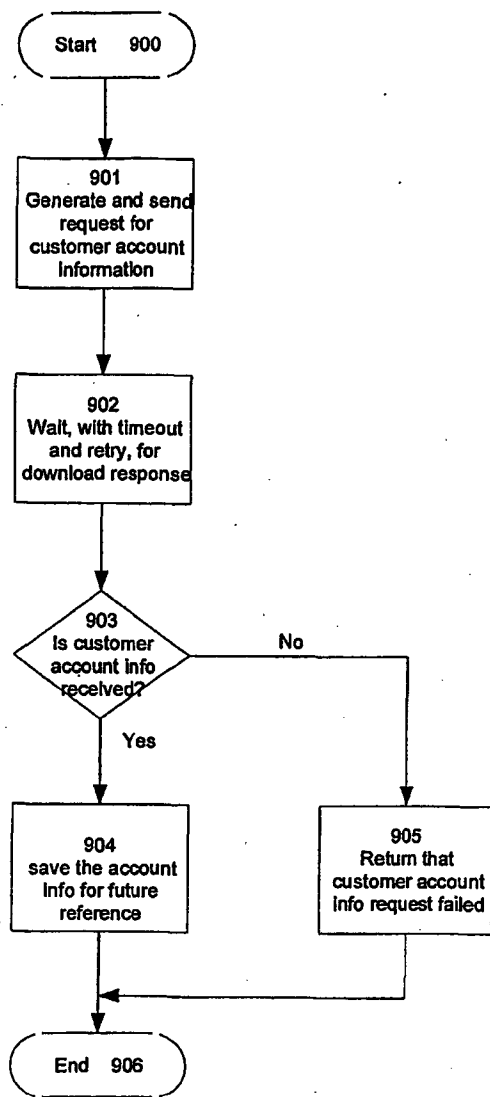 Start 900
901
Generate and send
request for
customer account
information
902
Wait, with timeout
and retry, for
download response
903
Is customer
account info
received?
No
Yes
904
save the account
info for future
reference
905
Return that
customer account
info request failed
End 906